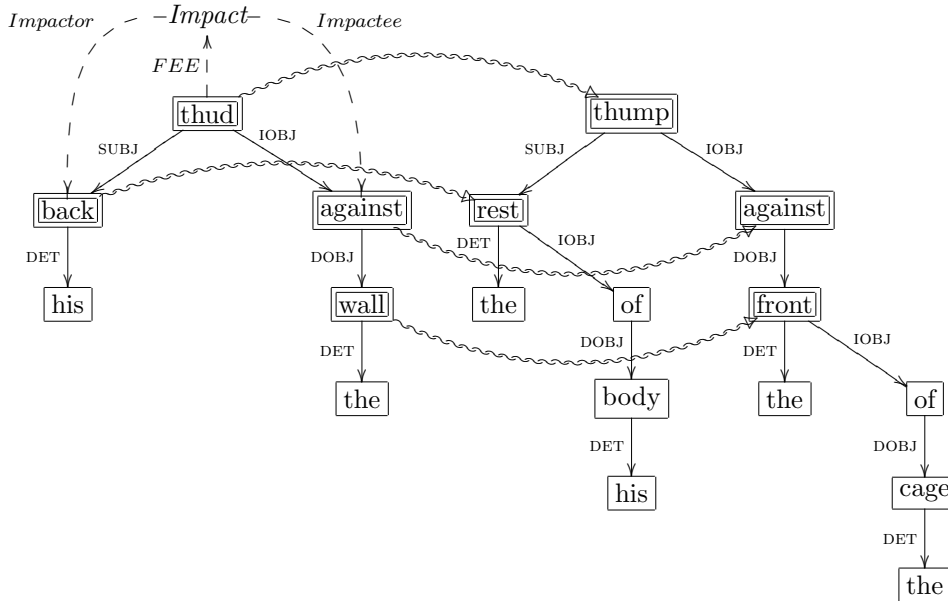 Impactor –Impact– Impactee
FEE
thud thump
SUBJ IOBJ SUBJ IOBJ
back against rest against
DET DOBJ DET IOBJ DOBJ
his wall the of front
DET DOBJ DET IOBJ
the body the of
DET DOBJ
his cage
DET
the